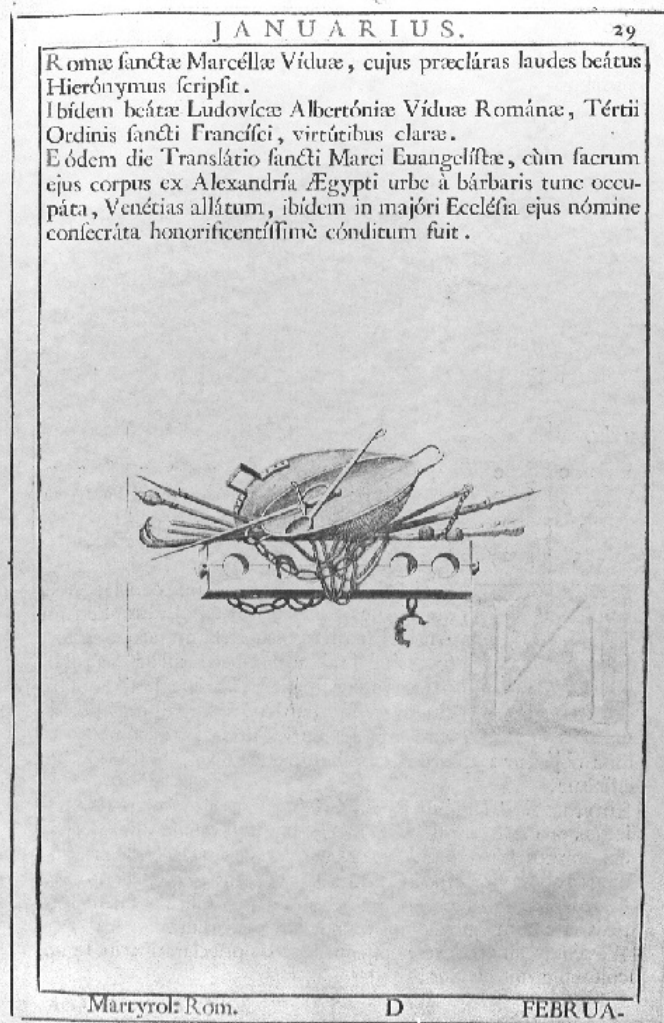 JANUARIUS. 29
Romæ ſanctæ Marcéllæ Víduæ, cujus præcláras laudes beátus
Hierónymus ſcripſit.
Ibídem beátæ Ludovícæ Albertóniæ Víduæ Románæ, Tértii
Ordinis ſancti Franciſci, virtútibus claræ.
Eódem die Translátio ſancti Marci Euangelíſtæ, cùm ſacrum
ejus corpus ex Alexandría Ægypti urbe à bárbaris tunc occu-
páta, Venétias allátum, ibídem in majóri Eccléſia ejus nómine
conſecráta honorificentíſſimè cónditum fuit.
Martyrol: Rom. D FEBRUA-